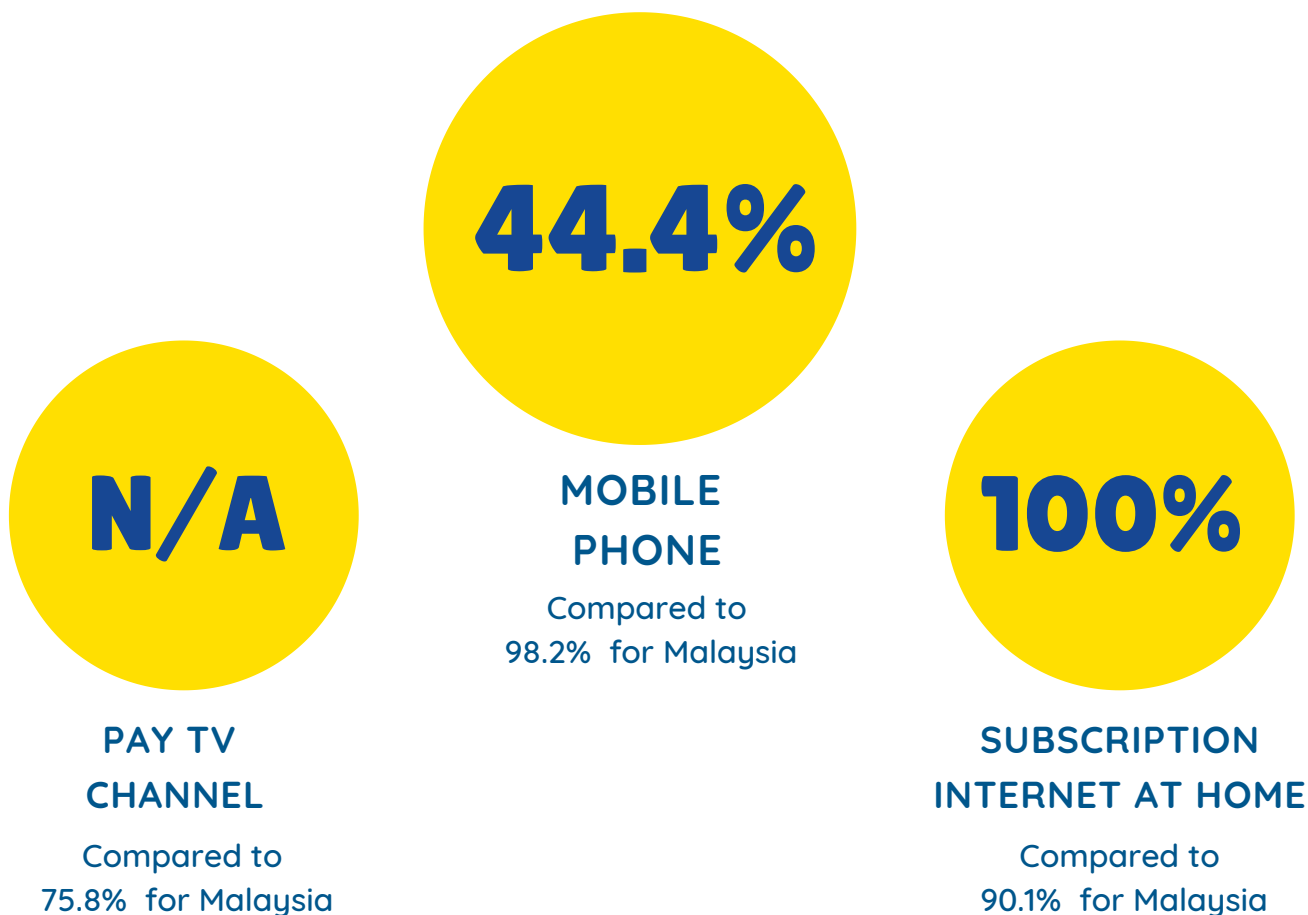 44.4%
MOBILE
PHONE
Compared to
98.2% for Malaysia
N/A
PAY TV
CHANNEL
Compared to
75.8% for Malaysia
100%
SUBSCRIPTION
INTERNET AT HOME
Compared to
90.1% for Malaysia